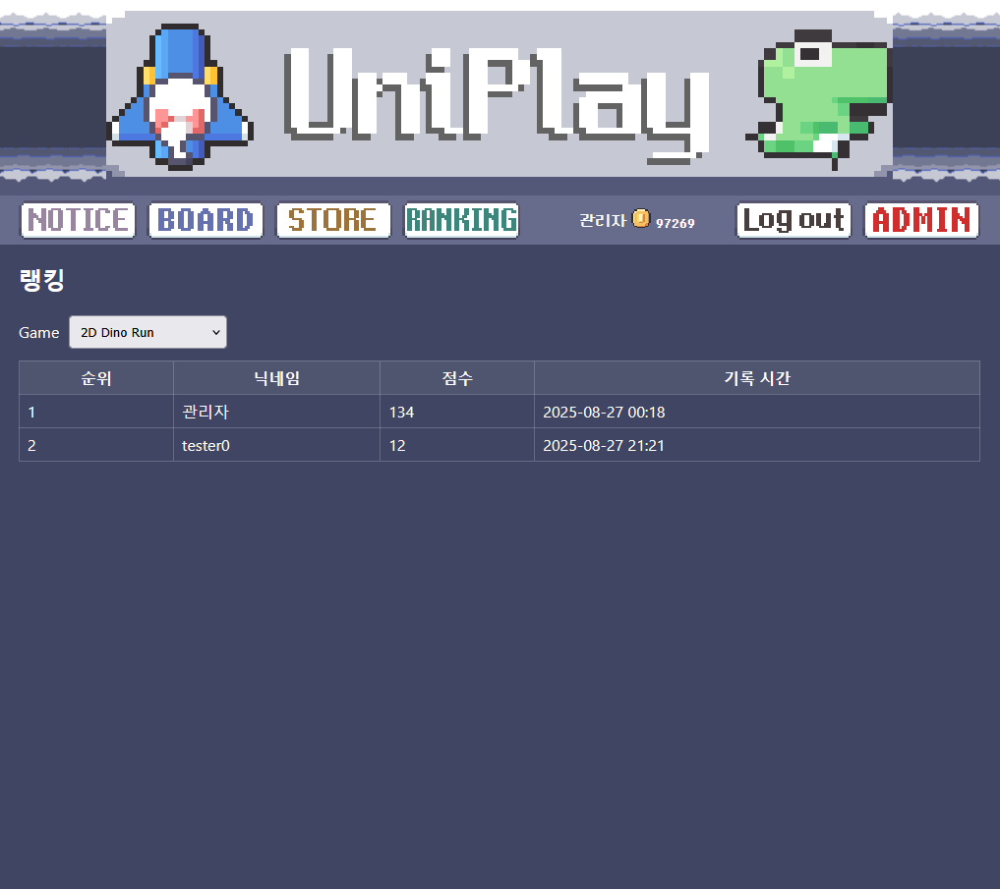 UniPlay
NOTICE BOARD STORE RANKING 관리자 97269 Log out ADMIN
랭킹
Game 2D Dino Run
순위 닉네임 점수 기록 시간
1 관리자 134 2025-08-27 00:18
2 tester0 12 2025-08-27 21:21